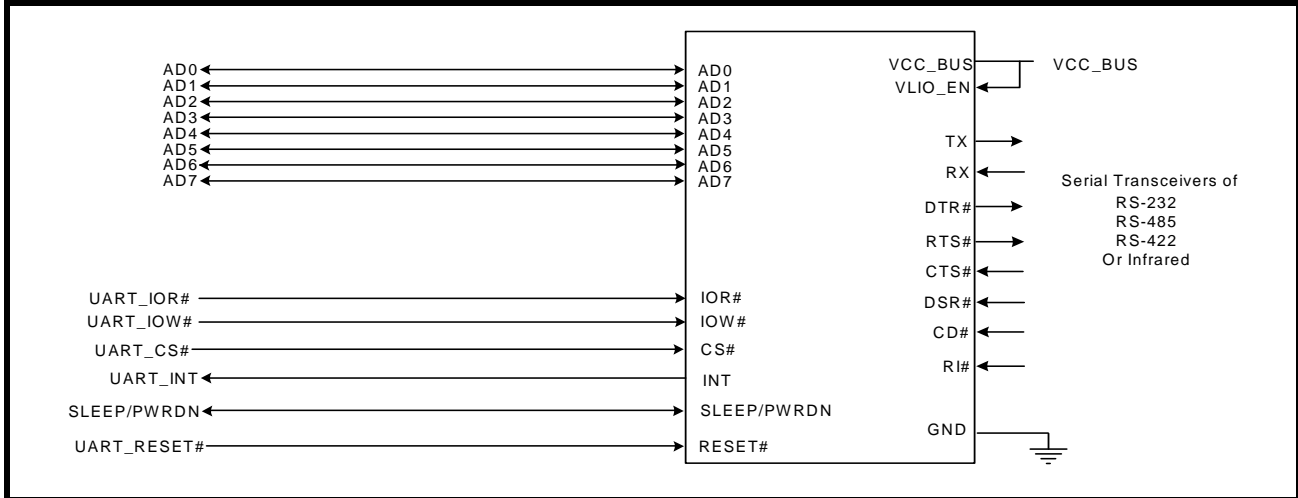 AD0
AD1
AD2
AD3
AD4
AD5
AD6
AD7
UART_IOR#
UART_IOW#
UART_CS#
UART_INT
SLEEP/PWRDN
UART_RESET#
AD0
AD1
AD2
AD3
AD4
AD5
AD6
AD7
IOR#
IOW#
CS#
INT
SLEEP/PWRDN
RESET#
VCC_BUS
VLIO_EN
TX
RX
DTR#
RTS#
CTS#
DSR#
CD#
RI#
GND
VCC_BUS
Serial Transceivers of
RS-232
RS-485
RS-422
Or Infrared